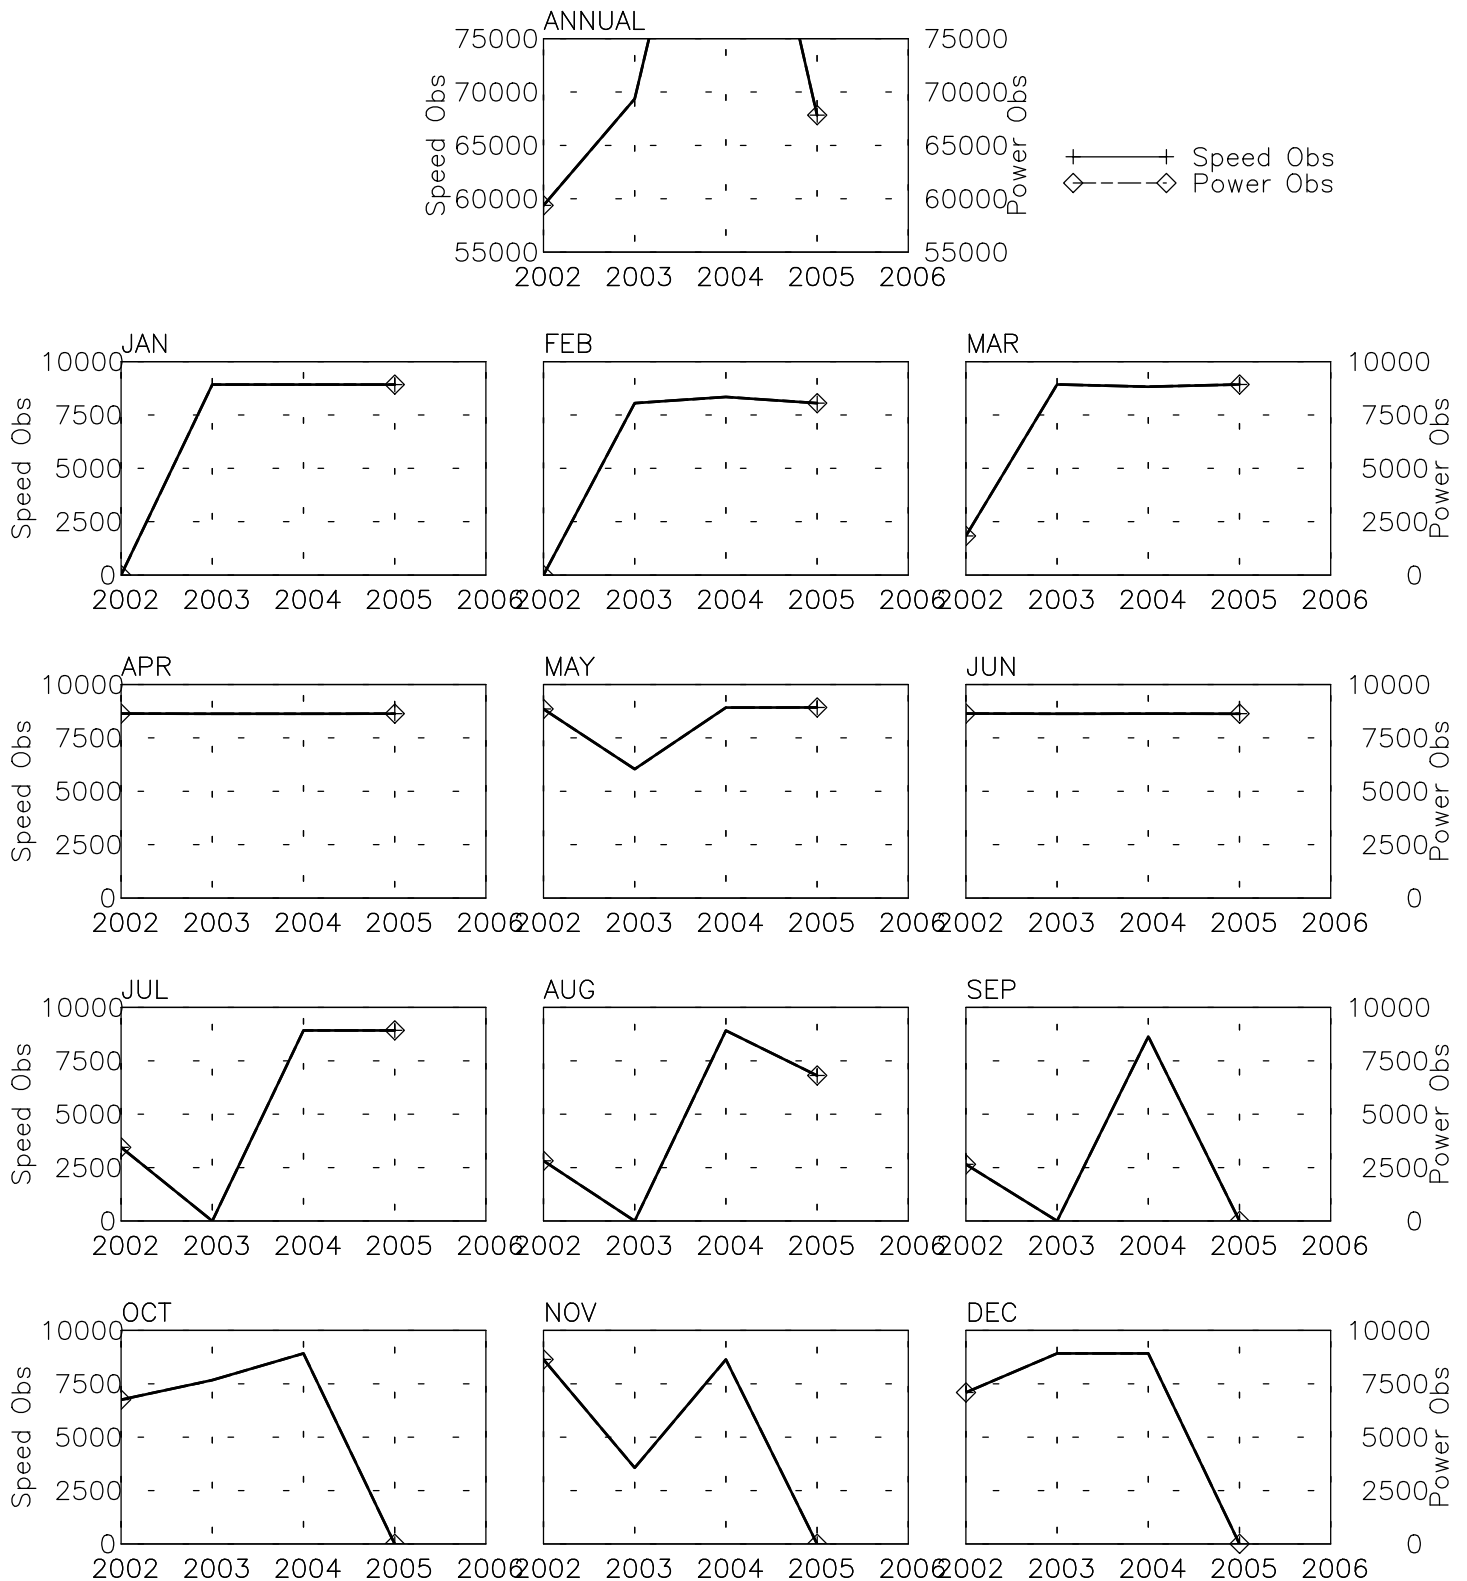 ANNUAL
75000 75000
70000 70000
65000 65000
60000 60000
55000 55000
Speed Obs
Power Obs
2002 2003 2004 2005 2006
Speed Obs
Power Obs
JAN FEB MAR
10000 10000
7500 7500
5000 5000
2500 2500
0 0
Speed Obs
Power Obs
2002 2003 2004 2005 2006 2002 2003 2004 2005 2006 2002 2003 2004 2005 2006
APR MAY JUN
10000 10000
7500 7500
5000 5000
2500 2500
0 0
Speed Obs
Power Obs
2002 2003 2004 2005 2006 2002 2003 2004 2005 2006 2002 2003 2004 2005 2006
JUL AUG SEP
10000 10000
7500 7500
5000 5000
2500 2500
0 0
Speed Obs
Power Obs
2002 2003 2004 2005 2006 2002 2003 2004 2005 2006 2002 2003 2004 2005 2006
OCT NOV DEC
10000 10000
7500 7500
5000 5000
2500 2500
0 0
Speed Obs
Power Obs
2002 2003 2004 2005 2006 2002 2003 2004 2005 2006 2002 2003 2004 2005 2006